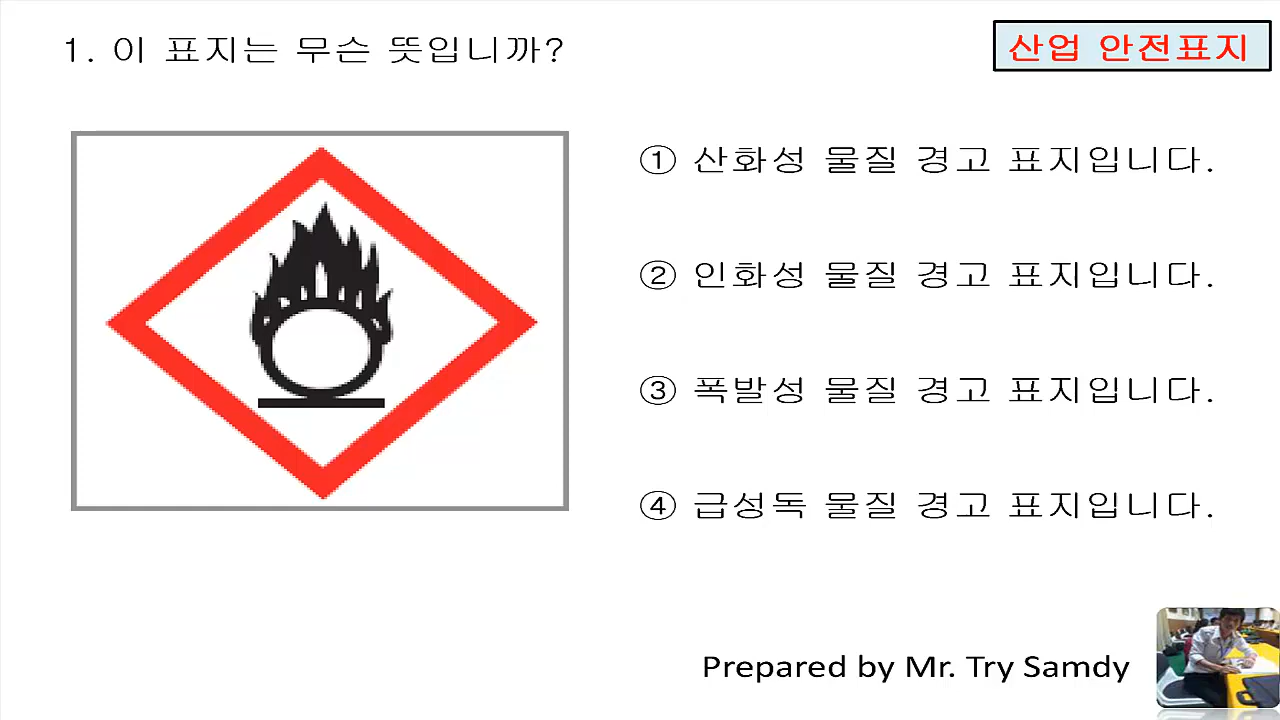 1. 이 표지는 무슨 뜻입니까?
산업 안전표지
① 산화성 물질 경고 표지입니다.
② 인화성 물질 경고 표지입니다.
③ 폭발성 물질 경고 표지입니다.
④ 급성독 물질 경고 표지입니다.
Prepared by Mr. Try Samdy